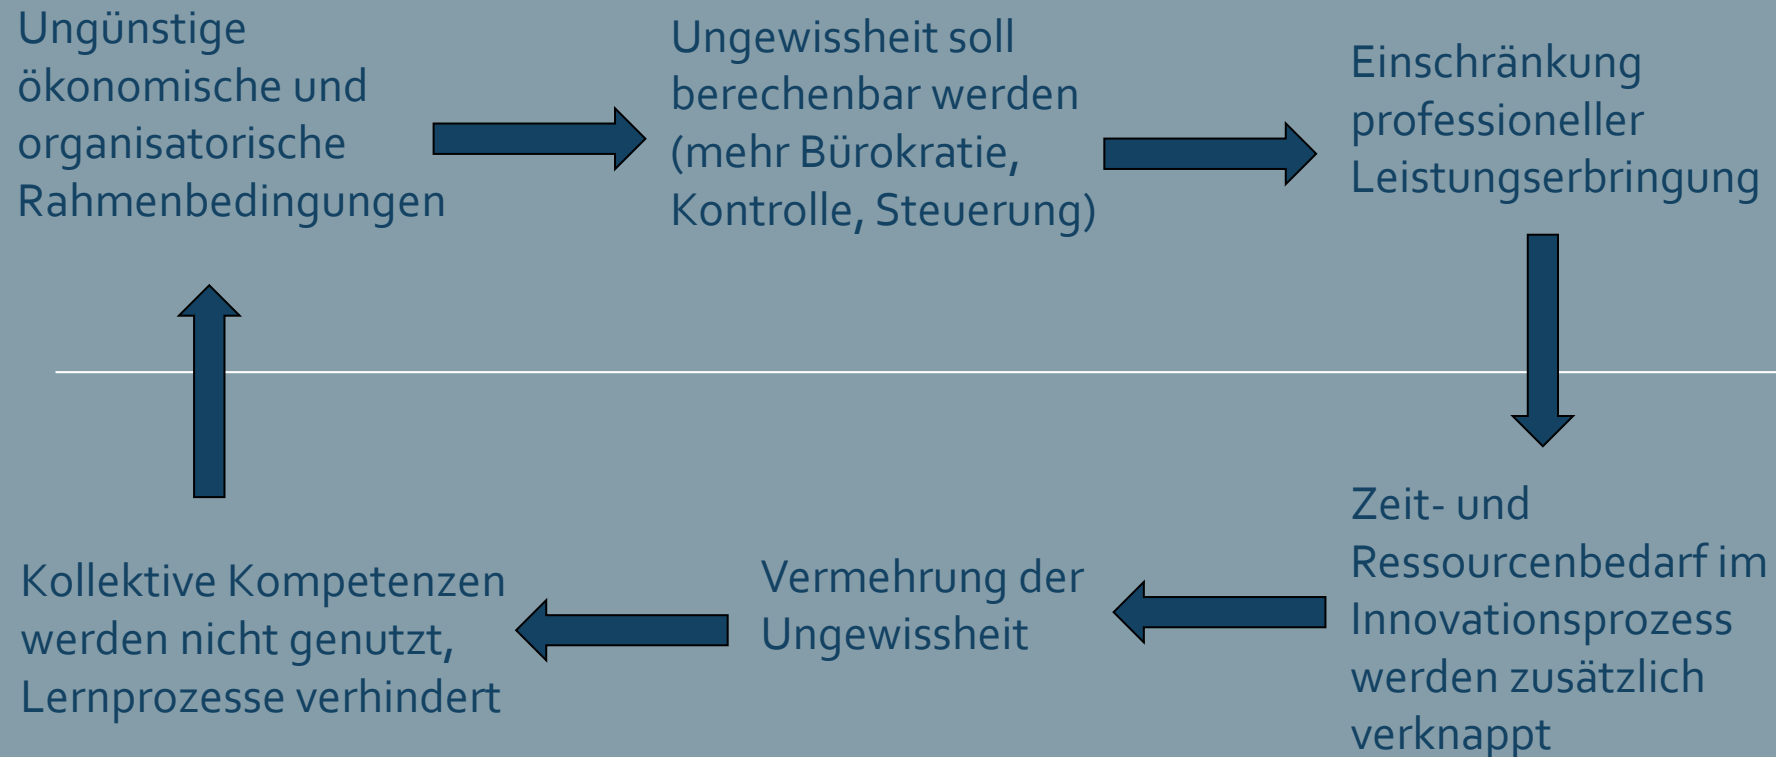 Ungünstige
ökonomische und
organisatorische
Rahmenbedingungen
Ungewissheit soll
berechenbar werden
(mehr Bürokratie,
Kontrolle, Steuerung)
Einschränkung
professioneller
Leistungserbringung
Zeit- und
Ressourcenbedarf im
Innovationsprozess
werden zusätzlich
verknappt
Vermehrung der
Ungewissheit
Kollektive Kompetenzen
werden nicht genutzt,
Lernprozesse verhindert